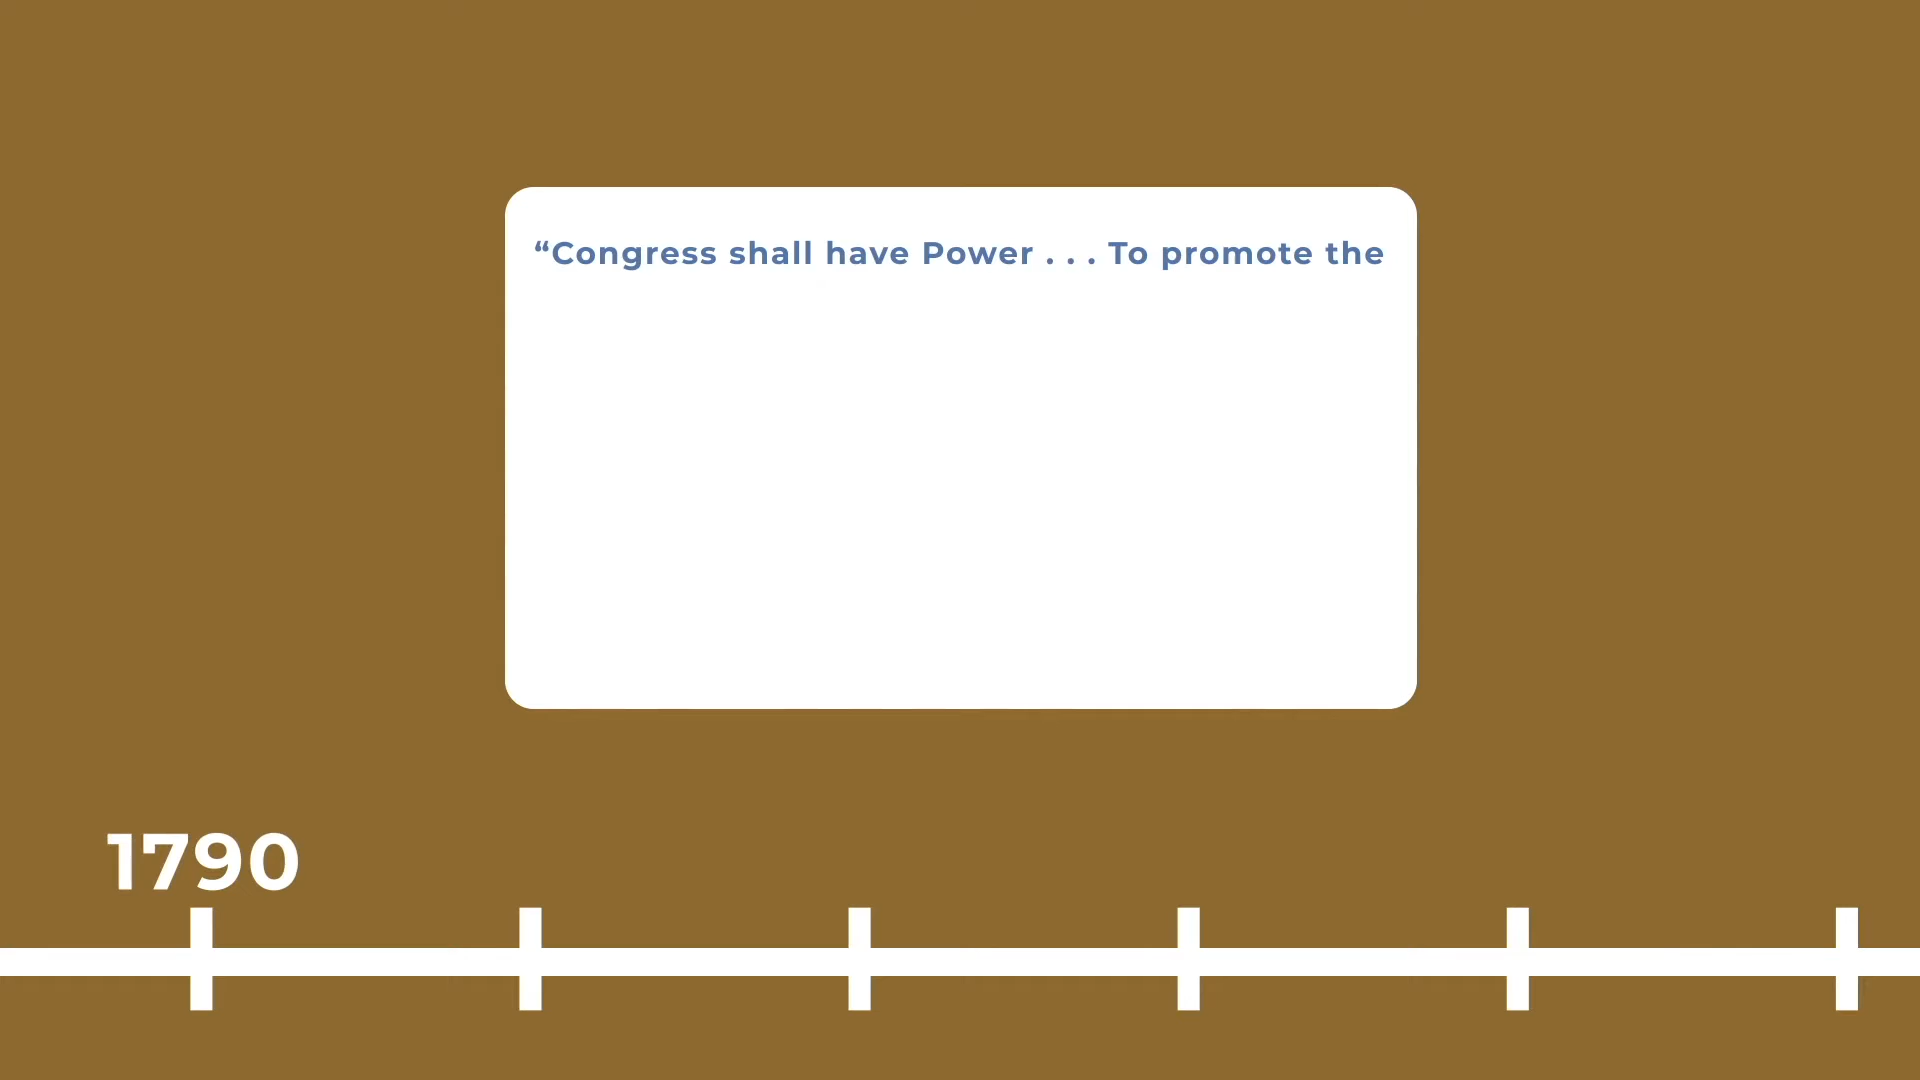 “Congress shall have Power . . . To promote the
1790